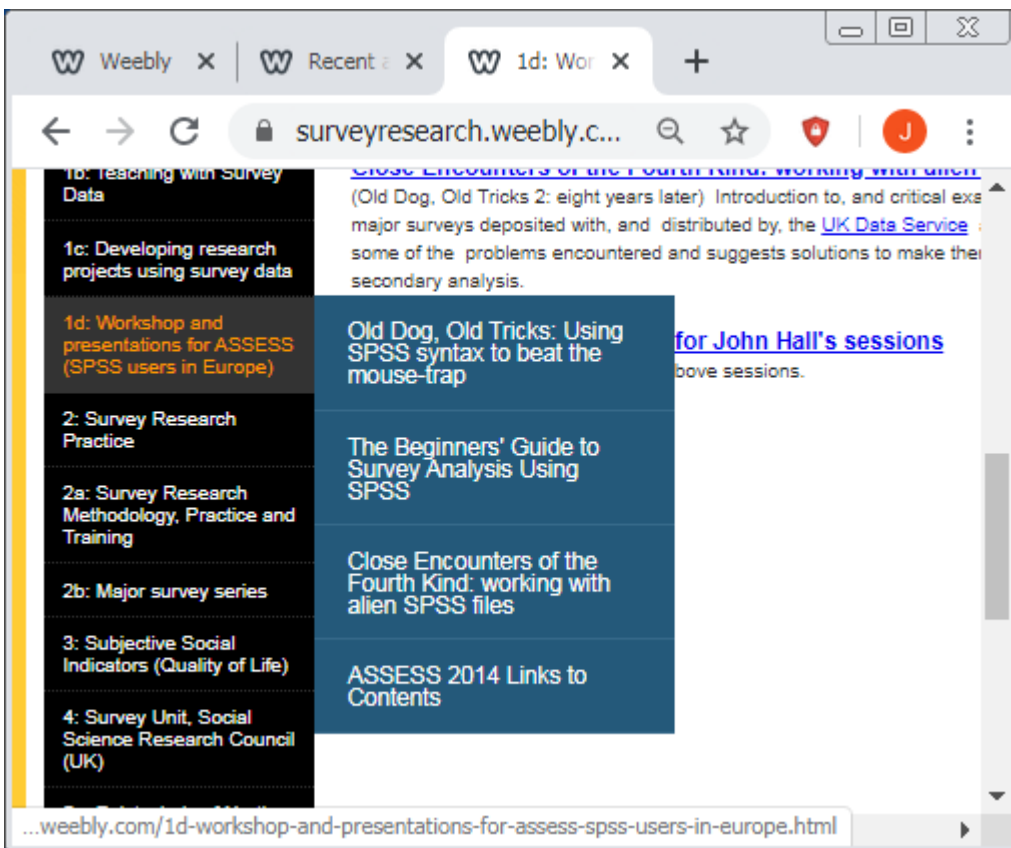 Weebly
Recent a
1d: Wor
surveyresearch.weebly.c...
J
1b: Teaching with Survey
Data
1c: Developing research
projects using survey data
1d: Workshop and
presentations for ASSESS
(SPSS users in Europe)
2: Survey Research
Practice
2a: Survey Research
Methodology, Practice and
Training
2b: Major survey series
3: Subjective Social
Indicators (Quality of Life)
4: Survey Unit, Social
Science Research Council
(UK)
Old Dog, Old Tricks: Using
SPSS syntax to beat the
mouse-trap
The Beginners' Guide to
Survey Analysis Using
SPSS
Close Encounters of the
Fourth Kind: working with
alien SPSS files
ASSESS 2014 Links to
Contents
Close Encounters of the Fourth Kind: working with alien
(Old Dog, Old Tricks 2: eight years later) Introduction to, and critical exa
major surveys deposited with, and distributed by, the UK Data Service
some of the problems encountered and suggests solutions to make ther
secondary analysis.
for John Hall's sessions
bove sessions.
...weebly.com/1d-workshop-and-presentations-for-assess-spss-users-in-europe.html